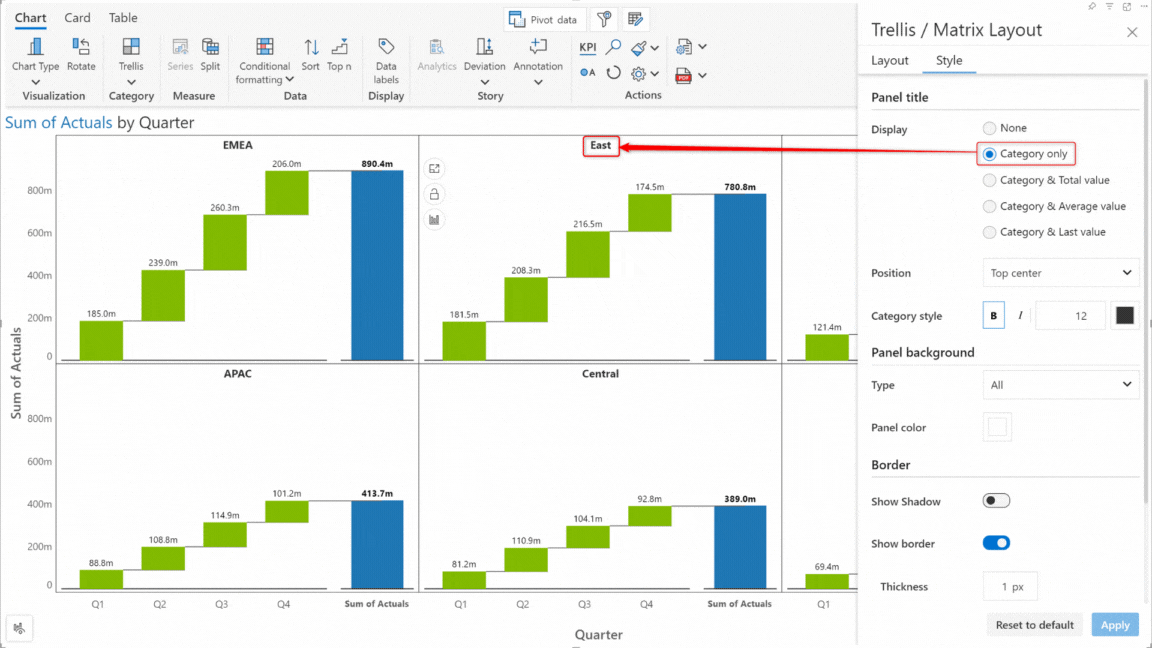 Chart Card Table
Pivot data
Chart Type Rotate Trellis Series Split Conditional formatting Sort Top n Data labels Analytics Deviation Annotation KPI
A
PDF
Visualization Category Measure Data Display Story Actions
Sum of Actuals by Quarter
Sum of Actuals
EMEA
800m
600m
400m
200m
0
185.0m
239.0m
260.3m
206.0m
890.4m
East
181.5m
208.3m
216.5m
174.5m
780.8m
121.4m
APAC
800m
600m
400m
200m
0
88.8m
108.8m
114.9m
101.2m
413.7m
Central
81.2m
110.9m
104.1m
92.8m
389.0m
69.4m
Q1 Q2 Q3 Q4 Sum of Actuals Q1 Q2 Q3 Q4 Sum of Actuals Q1
Quarter
Trellis / Matrix Layout
Layout Style
Panel title
Display
None
Category only
Category & Total value
Category & Average value
Category & Last value
Position Top center
Category style B I 12
Panel background
Type All
Panel color
Border
Show Shadow
Show border
Thickness 1 px
Reset to default Apply